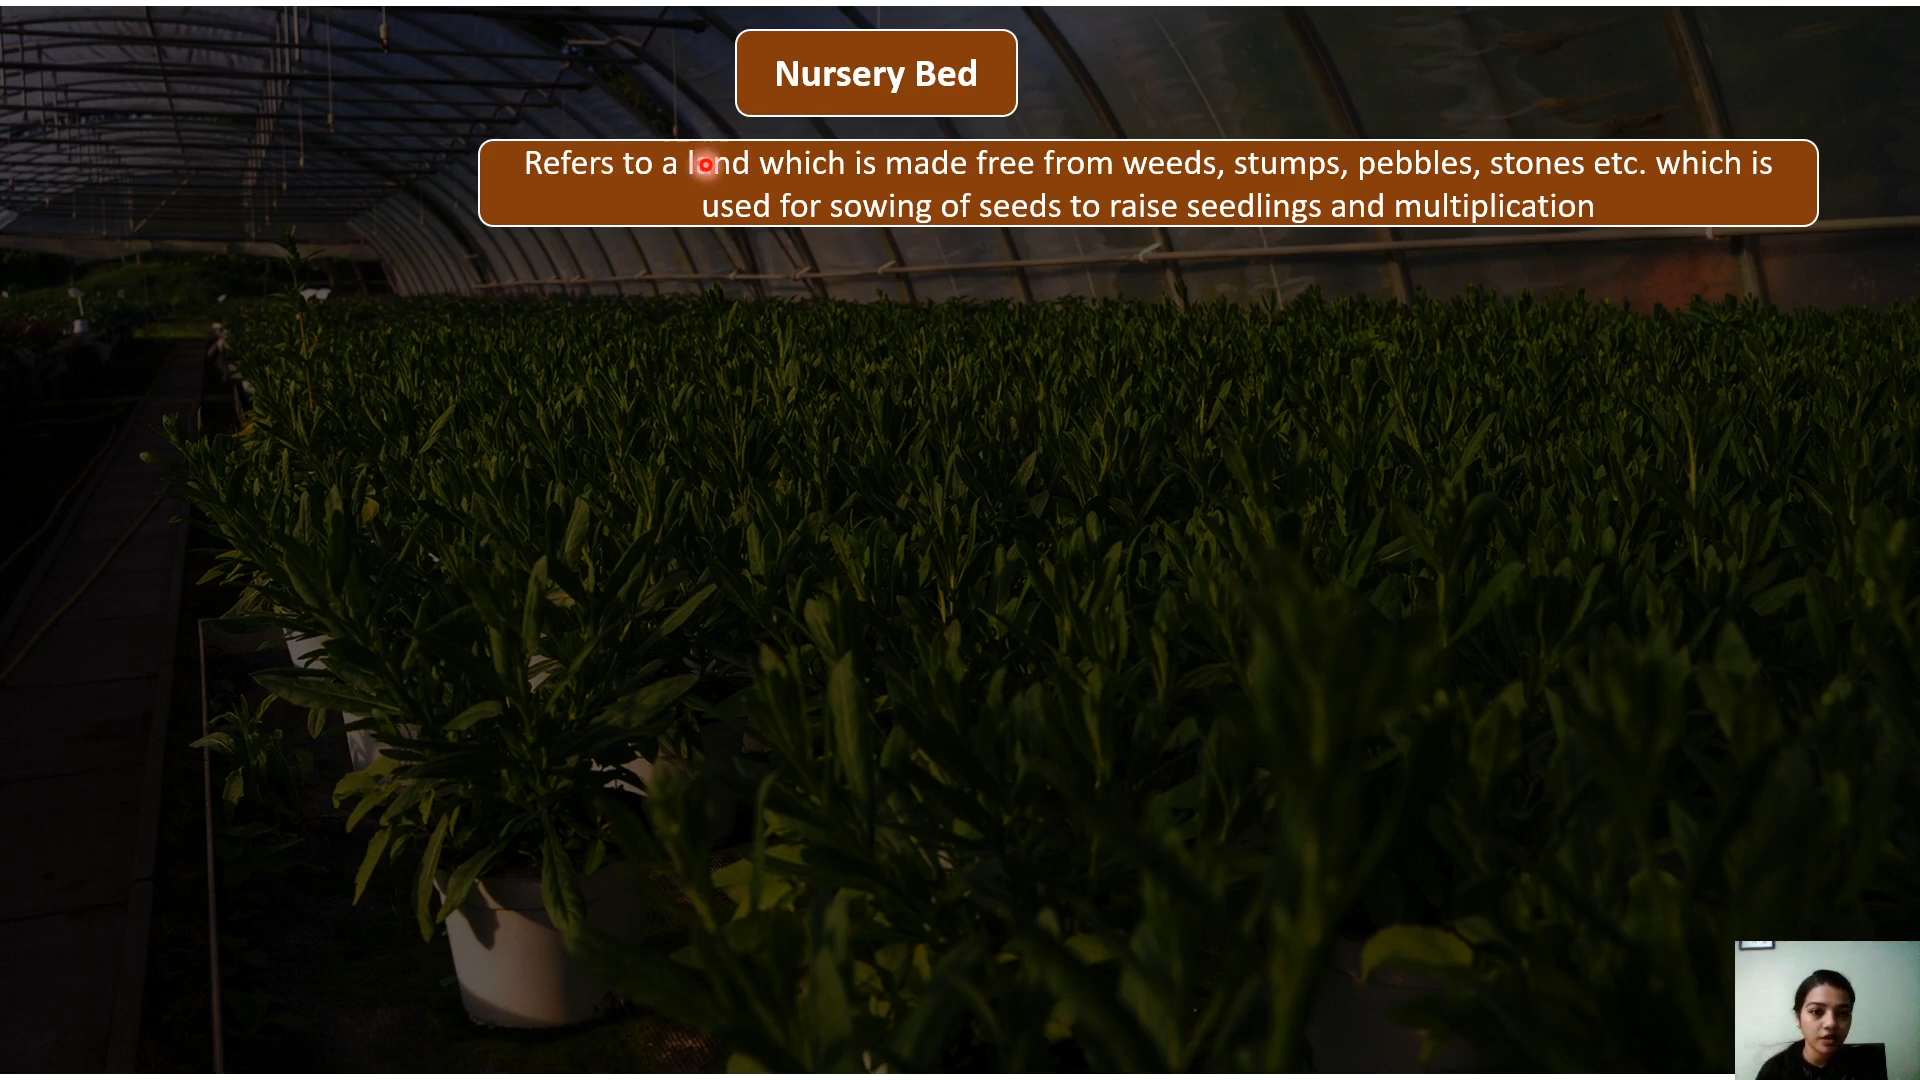 Nursery Bed
Refers to a land which is made free from weeds, stumps, pebbles, stones etc. which is
used for sowing of seeds to raise seedlings and multiplication